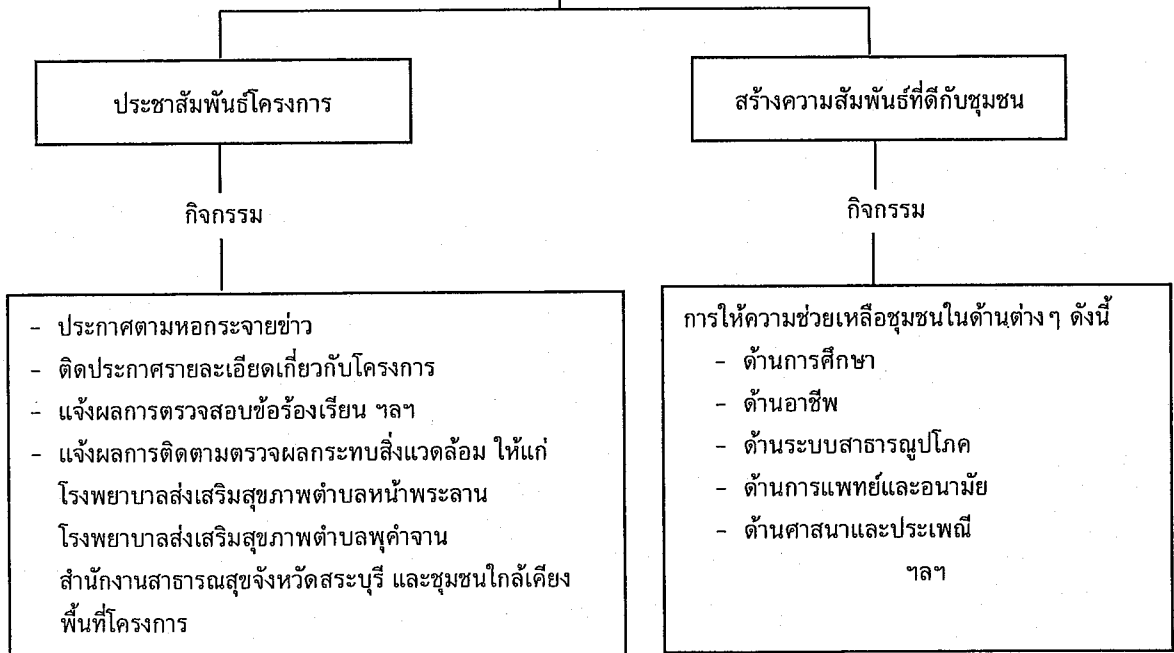 ประชาสัมพันธ์โครงการ
กิจกรรม
- ประกาศตามหอกระจายข่าว
- ติดประกาศรายละเอียดเกี่ยวกับโครงการ
- แจ้งผลการตรวจสอบข้อร้องเรียน ฯลฯ
- แจ้งผลการติดตามตรวจผลกระทบสิ่งแวดล้อม ให้แก่
โรงพยาบาลส่งเสริมสุขภาพตำบลหน้าพระลาน
โรงพยาบาลส่งเสริมสุขภาพตำบลพุคำจาน
สำนักงานสาธารณสุขจังหวัดสระบุรี และชุมชนใกล้เคียง
พื้นที่โครงการ
สร้างความสัมพันธ์ที่ดีกับชุมชน
กิจกรรม
การให้ความช่วยเหลือชุมชนในด้านต่างๆ ดังนี้
- ด้านการศึกษา
- ด้านอาชีพ
- ด้านระบบสาธารณูปโภค
- ด้านการแพทย์และอนามัย
- ด้านศาสนาและประเพณี
ฯลฯ